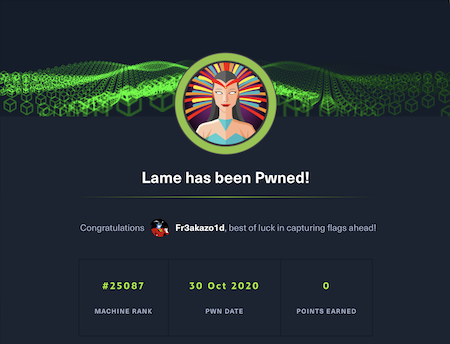 Lame has been Pwned!
Congratulations Fr3akazo1d, best of luck in capturing flags ahead!
#25087 30 Oct 2020 0
MACHINE RANK PWN DATE POINTS EARNED